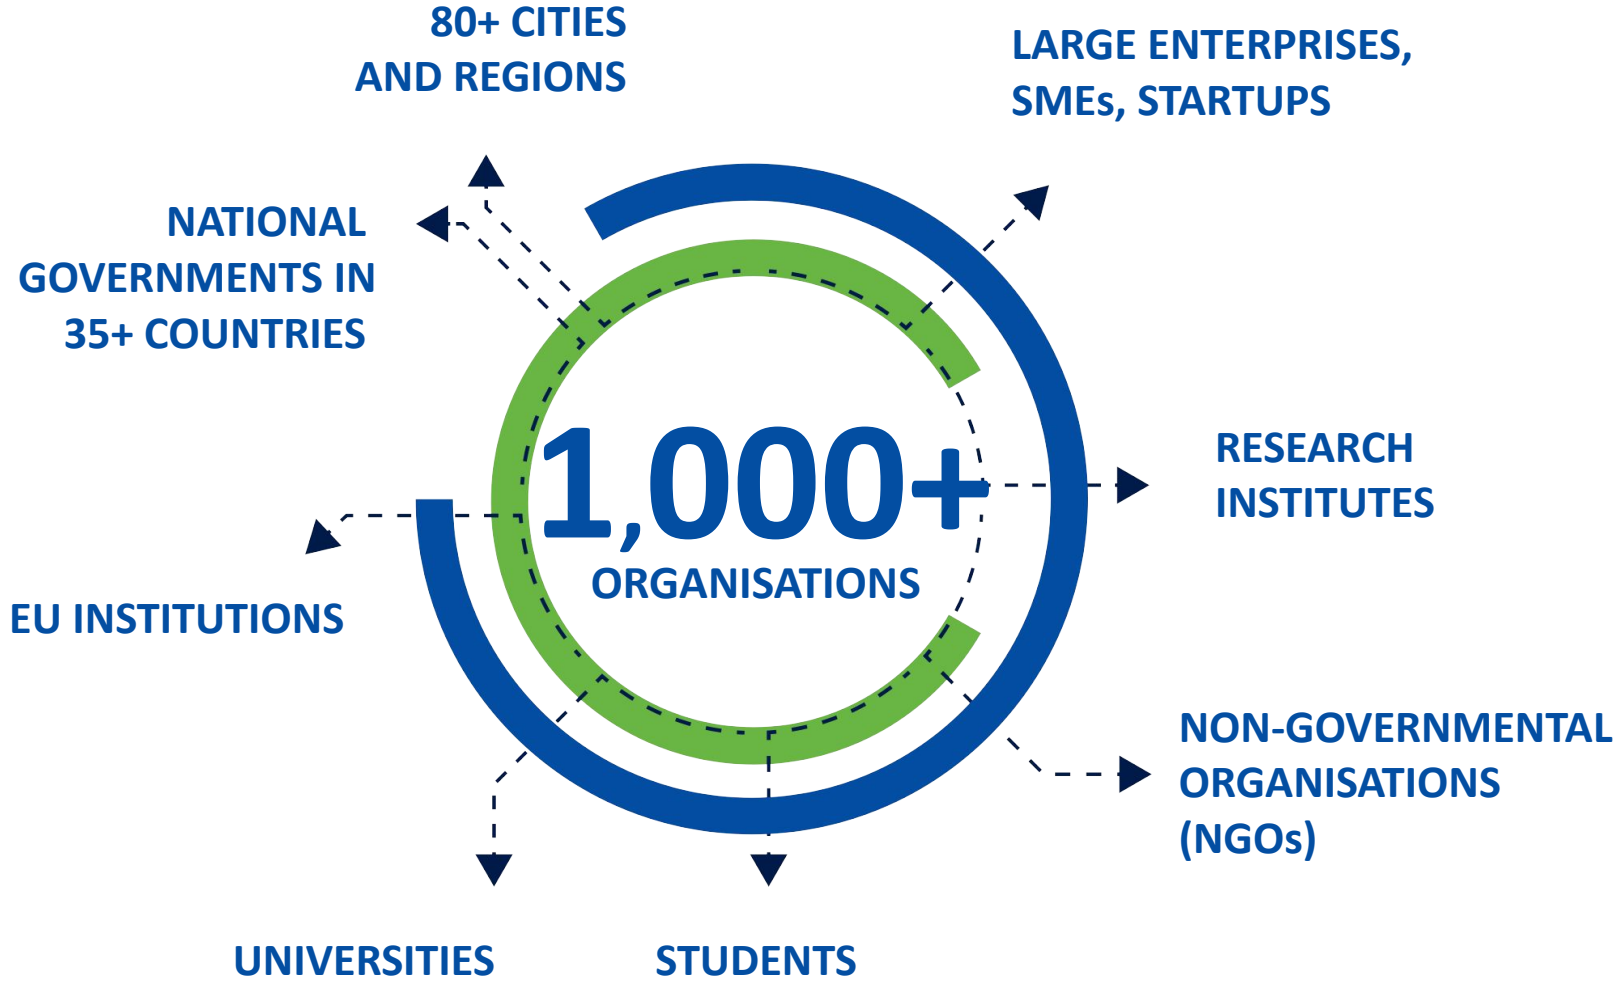 80+ CITIES
AND REGIONS
LARGE ENTERPRISES,
SMEs, STARTUPS
NATIONAL
GOVERNMENTS IN
35+ COUNTRIES
1,000+
ORGANISATIONS
RESEARCH
INSTITUTES
EU INSTITUTIONS
NON-GOVERNMENTAL
ORGANISATIONS
(NGOs)
UNIVERSITIES
STUDENTS